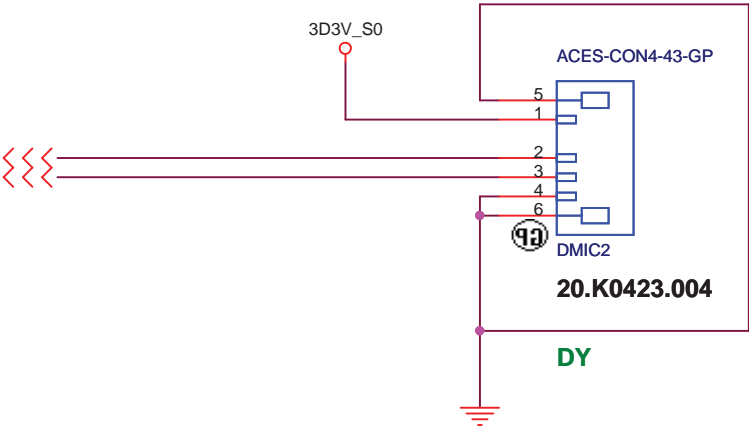 3D3V_S0
ACES-CON4-43-GP
5
1
2
3
4
6
GP
DMIC2
20.K0423.004
DY